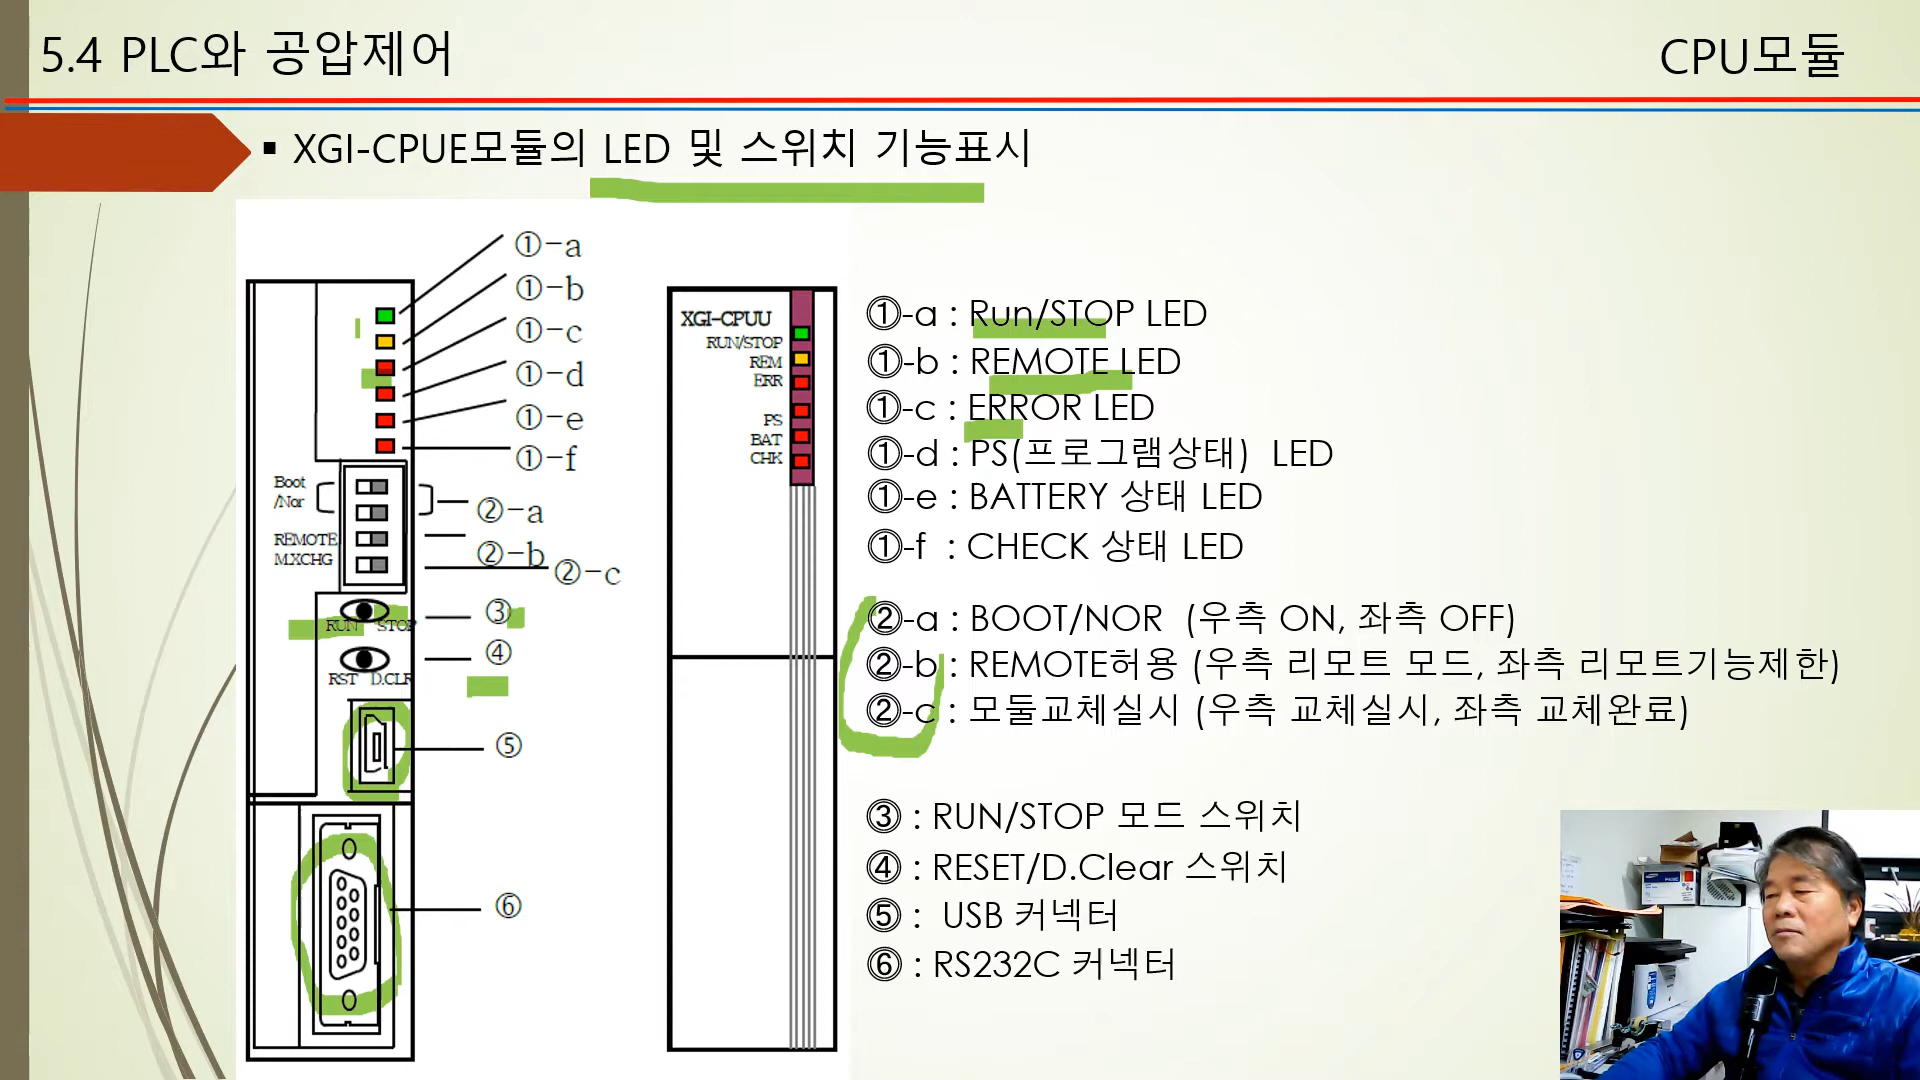 5.4 PLC와 공압제어
CPU모듈
▪ XGI-CPUE모듈의 LED 및 스위치 기능표시
①-a
①-b
①-c
①-d
①-e
①-f
Boot
/Nor
REMOTE
M.XCHG
②-a
②-b
②-c
RUN STOP
③
④
RST D.CLR
⑤
⑥
XGI-CPUU
RUN/STOP
REM
ERR
PS
BAT
CHK
①-a : Run/STOP LED
①-b : REMOTE LED
①-c : ERROR LED
①-d : PS(프로그램상태) LED
①-e : BATTERY 상태 LED
①-f : CHECK 상태 LED
②-a : BOOT/NOR (우측 ON, 좌측 OFF)
②-b : REMOTE허용 (우측 리모트 모드, 좌측 리모트기능제한)
②-c : 모둘교체실시 (우측 교체실시, 좌측 교체완료)
③ : RUN/STOP 모드 스위치
④ : RESET/D.Clear 스위치
⑤ : USB 커넥터
⑥ : RS232C 커넥터